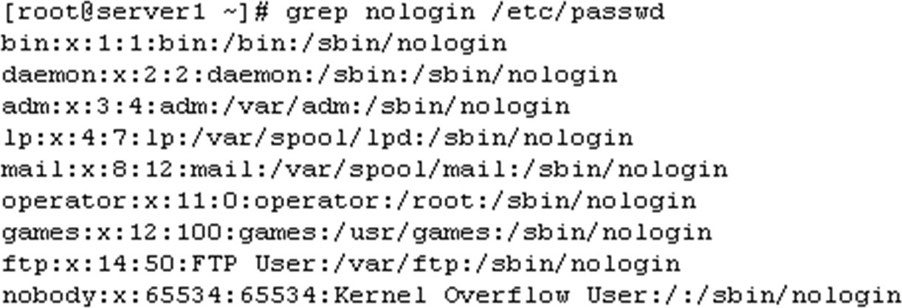 [root@server1 ~]# grep nologin /etc/passwd
bin:x:1:1:bin:/bin:/sbin/nologin
daemon:x:2:2:daemon:/sbin:/sbin/nologin
adm:x:3:4:adm:/var/adm:/sbin/nologin
lp:x:4:7:lp:/var/spool/lpd:/sbin/nologin
mail:x:8:12:mail:/var/spool/mail:/sbin/nologin
operator:x:11:0:operator:/root:/sbin/nologin
games:x:12:100:games:/usr/games:/sbin/nologin
ftp:x:14:50:FTP User:/var/ftp:/sbin/nologin
nobody:x:65534:65534:Kernel Overflow User:/:/sbin/nologin